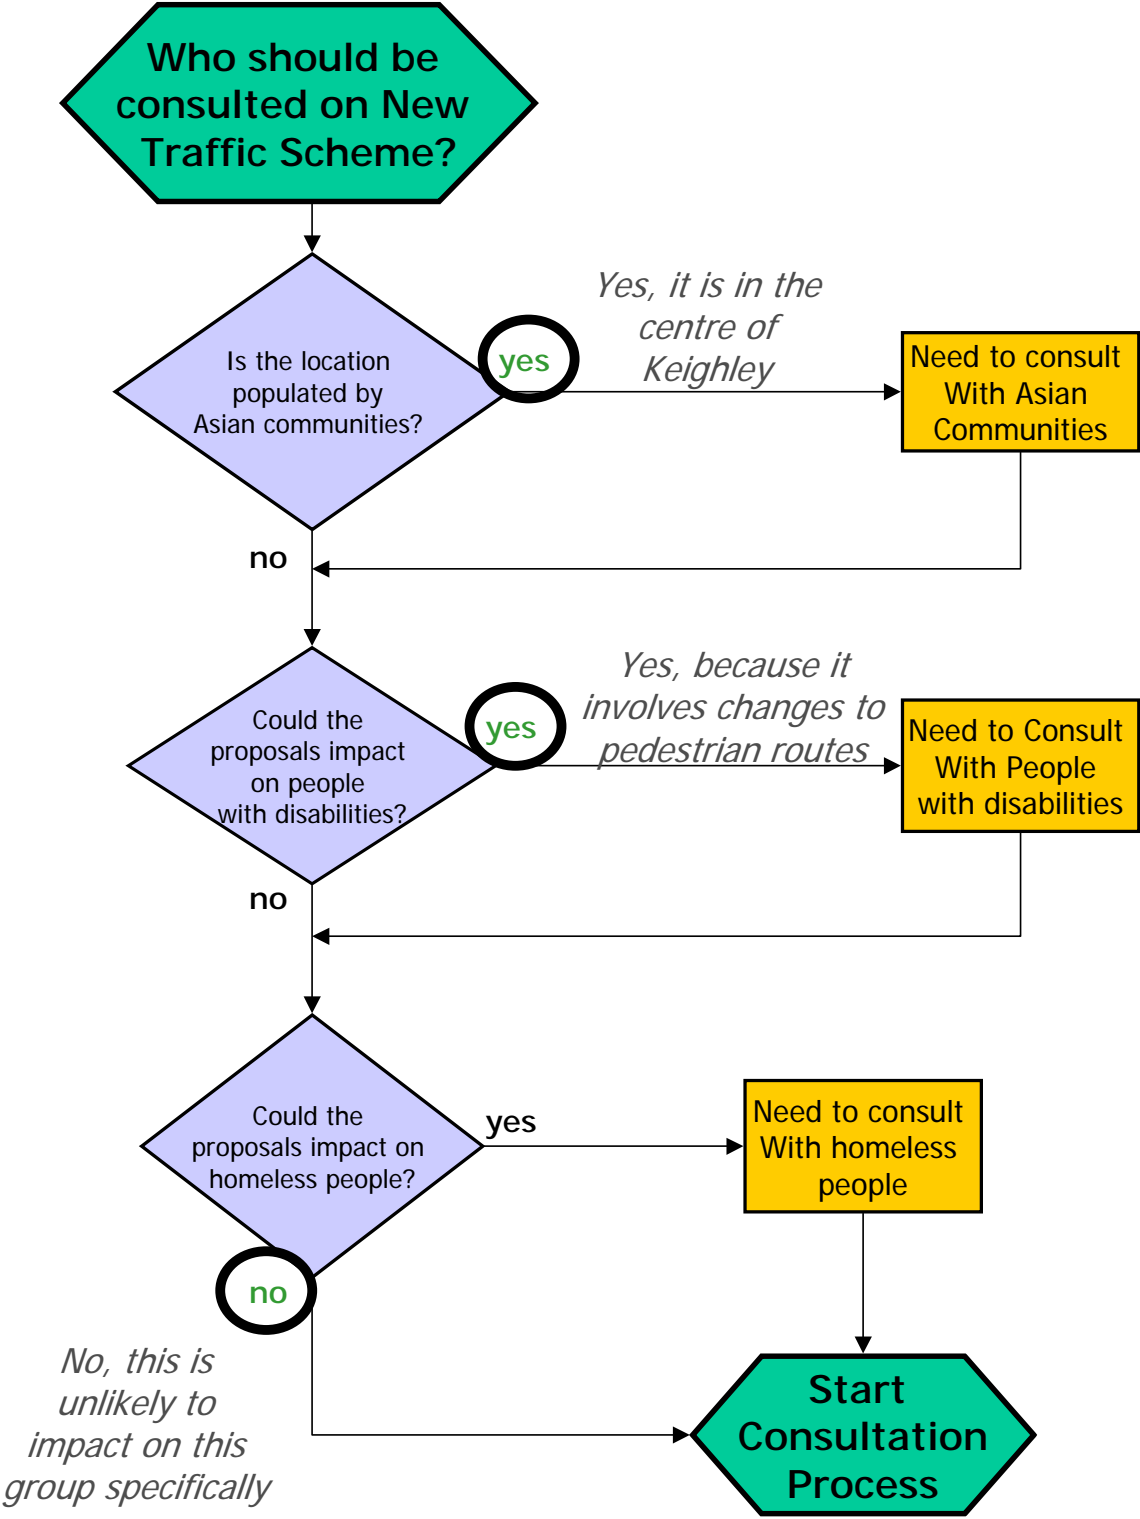 Who should be
consulted on New
Traffic Scheme?
Is the location
populated by
Asian communities?
yes
Yes, it is in the
centre of
Keighley
Need to consult
With Asian
Communities
no
Could the
proposals impact
on people
with disabilities?
yes
Yes, because it
involves changes to
pedestrian routes
Need to Consult
With People
with disabilities
no
Could the
proposals impact on
homeless people?
yes
Need to consult
With homeless
people
no
No, this is
unlikely to
impact on this
group specifically
Start
Consultation
Process